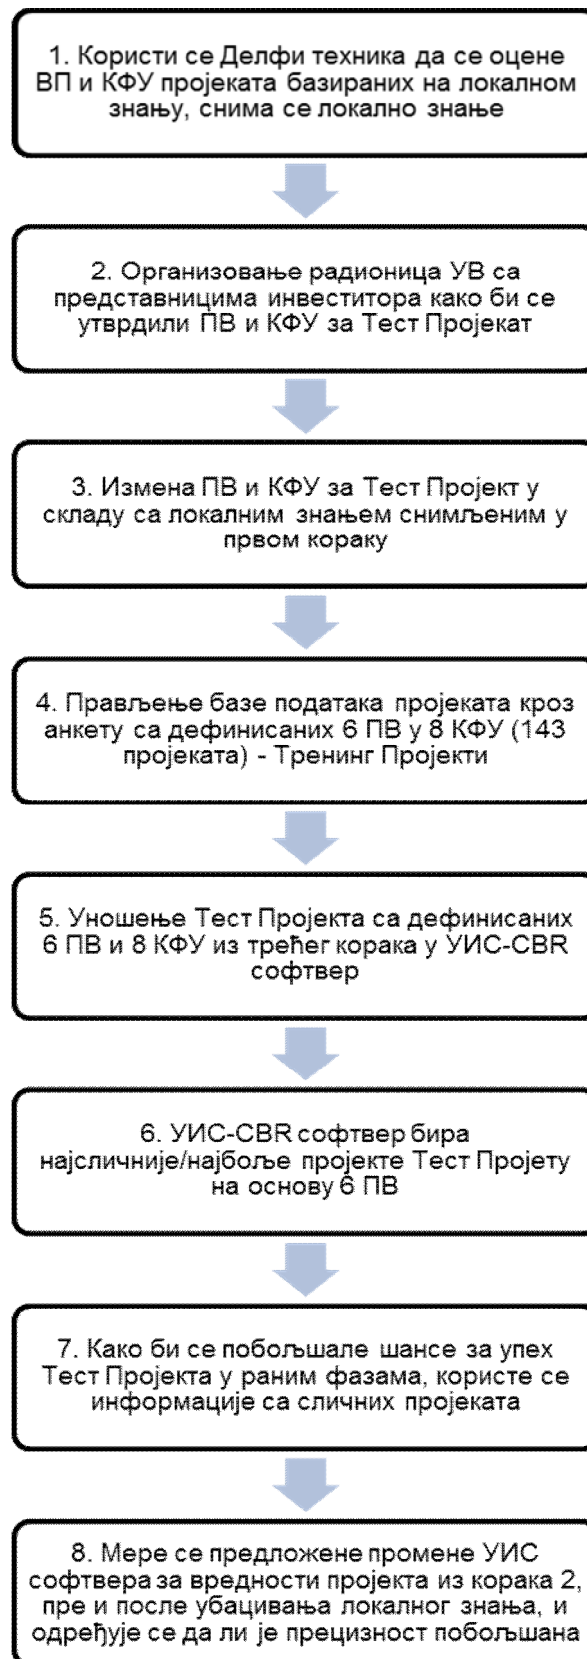 1. Користи се Делфи техника да се оцене
ВП и КФУ пројеката базираних на локалном
знању, снима се локално знање
2. Организовање радионица УВ са
представницима инвеститора како би се
утврдили ПВ и КФУ за Тест Пројекат
3. Измена ПВ и КФУ за Тест Пројект у
складу са локалним знањем снимљеним у
првом кораку
4. Прављење базе података пројеката кроз
анкету са дефинисаних 6 ПВ у 8 КФУ (143
пројеката) - Тренинг Пројекти
5. Уношење Тест Пројекта са дефинисаних
6 ПВ и 8 КФУ из трећег корака у УИС-CBR
софтвер
6. УИС-CBR софтвер бира
најсличније/најбоље пројекте Тест Пројету
на основу 6 ПВ
7. Како би се побољшале шансе за упех
Тест Пројекта у раним фазама, користе се
информације са сличних пројеката
8. Мере се предложене промене УИС
софтвера за вредности пројекта из корака 2,
пре и после убацивања локалног знања, и
одређује се да ли је прецизност побољшана